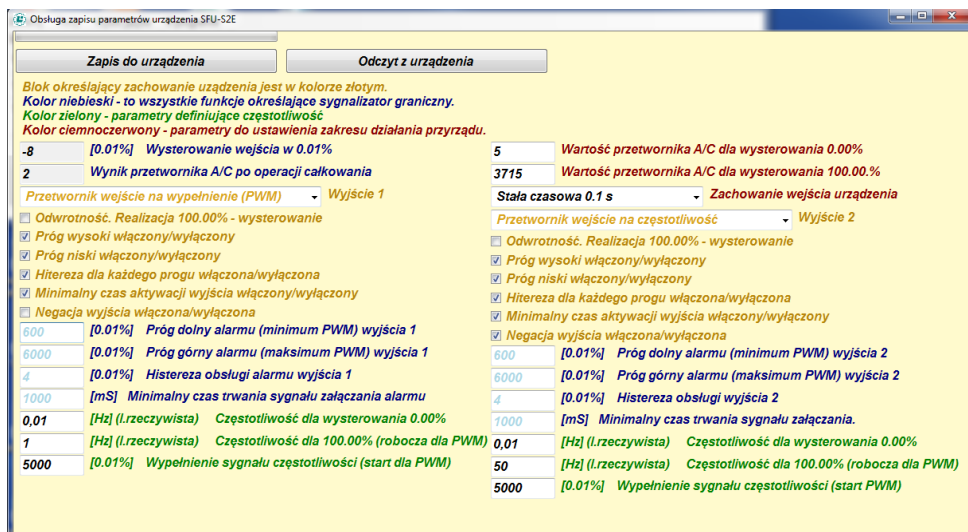 Obsługa zapisu parametrów urządzenia SFU-S2E
Zapis do urządzenia
Odczyt z urządzenia
Blok określający zachowanie uządzenia jest w kolorze złotym.
Kolor niebieski - to wszystkie funkcje określające sygnalizator graniczny.
Kolor zielony - parametry definiujące częstotliwość
Kolor ciemnoczerwony - parametry do ustawienia zakresu działania przyrządu.
-8 [0.01%] Wysterowanie wejścia w 0.01%
2 Wynik przetwornika A/C po operacji całkowania
Przetwornik wejście na wypełnienie (PWM) Wyjście 1
Odwrotność. Realizacja 100.00% - wysterowanie
Próg wysoki włączony/wyłączony
Próg niski włączony/wyłączony
Hitereza dla każdego progu włączona/wyłączona
Minimalny czas aktywacji wyjścia włączony/wyłączony
Negacja wyjścia włączona/wyłączona
600 [0.01%] Próg dolny alarmu (minimum PWM) wyjścia 1
6000 [0.01%] Próg górny alarmu (maksimum PWM) wyjścia 1
4 [0.01%] Histereza obsługi alarmu wyjścia 1
1000 [mS] Minimalny czas trwania sygnału załączania alarmu
0,01 [Hz] (l.rzeczywista) Częstotliwość dla wysterowania 0.00%
1 [Hz] (l.rzeczywista) Częstotliwość dla 100.00% (robocza dla PWM)
5000 [0.01%] Wypełnienie sygnału częstotliwości (start dla PWM)
5 Wartość przetwornika A/C dla wysterowania 0.00%
3715 Wartość przetwornika A/C dla wysterowania 100.00.%
Stała czasowa 0.1 s Zachowanie wejścia urządzenia
Przetwornik wejście na częstotliwość Wyjście 2
Odwrotność. Realizacja 100.00% - wysterowanie
Próg wysoki włączony/wyłączony
Próg niski włączony/wyłączony
Hitereza dla każdego progu włączona/wyłączona
Minimalny czas aktywacji wyjścia włączony/wyłączony
Negacja wyjścia włączona/wyłączona
600 [0.01%] Próg dolny alarmu (minimum PWM) wyjścia 2
6000 [0.01%] Próg górny alarmu (maksimum PWM) wyjścia 2
4 [0.01%] Histereza obsługi wyjścia 2
1000 [mS] Minimalny czas trwania sygnału załączania.
0,01 [Hz] (l.rzeczywista) Częstotliwość dla wysterowania 0.00%
50 [Hz] (l.rzeczywista) Częstotliwość dla 100.00% (robocza dla PWM)
5000 [0.01%] Wypełnienie sygnału częstotliwości (start PWM)